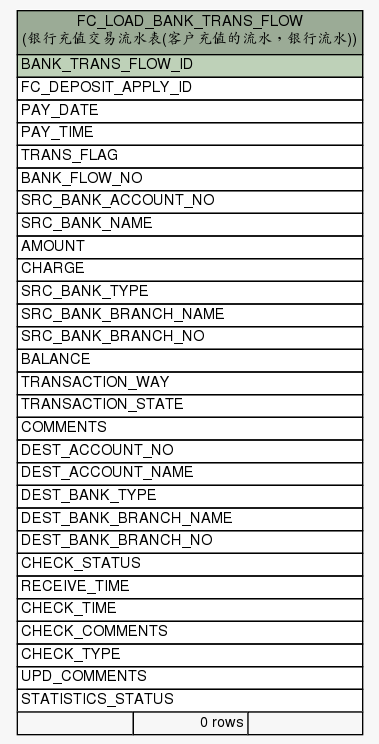 FC_LOAD_BANK_TRANS_FLOW
(银行充值交易流水表(客户充值的流水，银行流水))
BANK_TRANS_FLOW_ID
FC_DEPOSIT_APPLY_ID
PAY_DATE
PAY_TIME
TRANS_FLAG
BANK_FLOW_NO
SRC_BANK_ACCOUNT_NO
SRC_BANK_NAME
AMOUNT
CHARGE
SRC_BANK_TYPE
SRC_BANK_BRANCH_NAME
SRC_BANK_BRANCH_NO
BALANCE
TRANSACTION_WAY
TRANSACTION_STATE
COMMENTS
DEST_ACCOUNT_NO
DEST_ACCOUNT_NAME
DEST_BANK_TYPE
DEST_BANK_BRANCH_NAME
DEST_BANK_BRANCH_NO
CHECK_STATUS
RECEIVE_TIME
CHECK_TIME
CHECK_COMMENTS
CHECK_TYPE
UPD_COMMENTS
STATISTICS_STATUS
0 rows